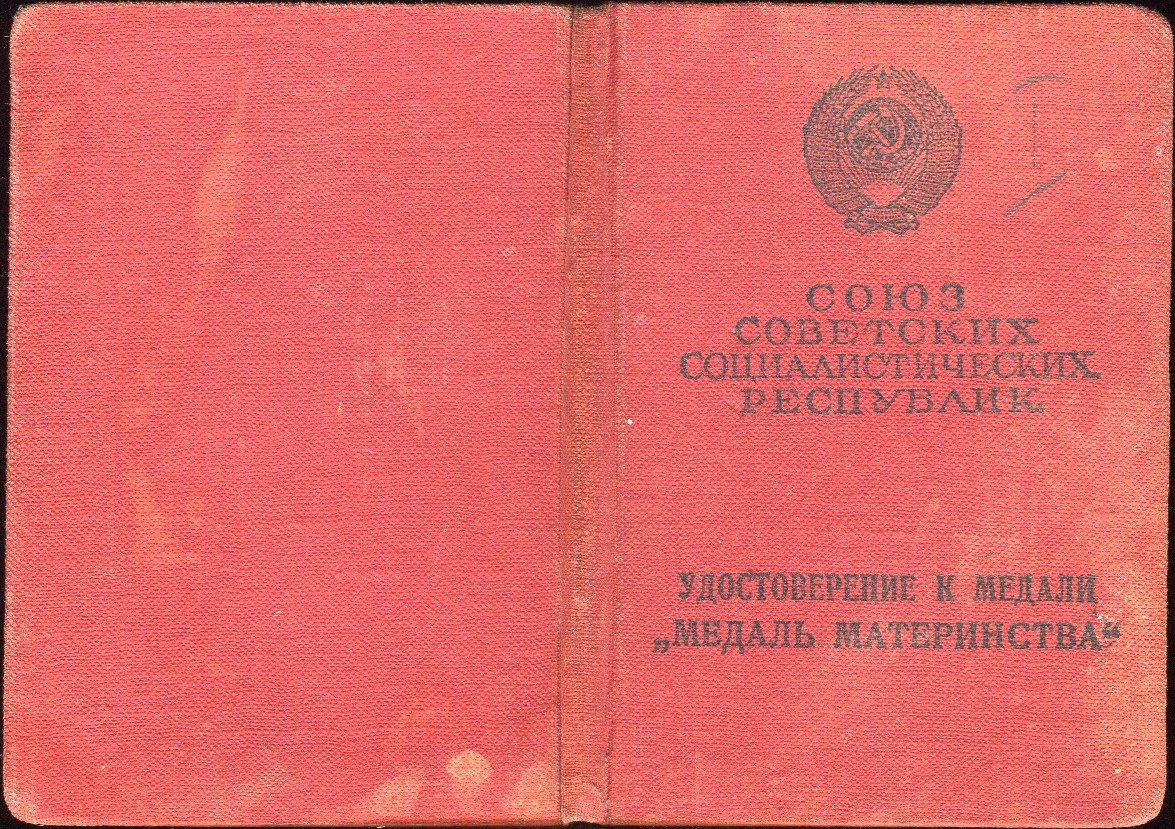 СОЮЗ
СОВЕТСКИХ
СОЦИАЛИСТИЧЕСКИХ
РЕСПУБЛИК
I
УДОСТОВЕРЕНИЕ К МЕДАЛИ
„МЕДАЛЬ МАТЕРИНСТВА“